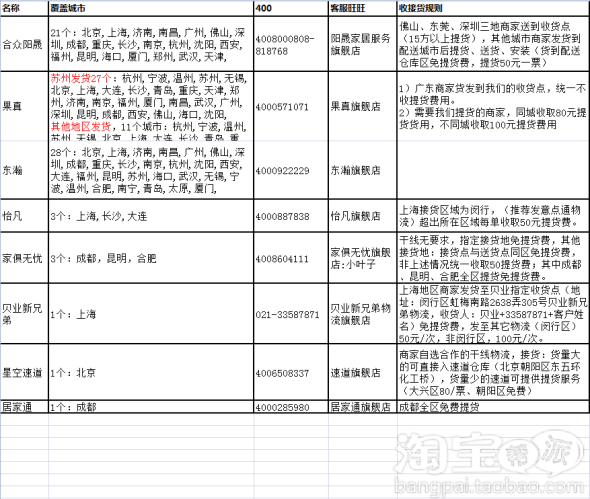 名称 覆盖城市 400 客服旺旺 收接货规则
合众阳晟
21个：北京,上海,济南,南昌,广州,佛山,深
圳,成都,重庆,长沙,南京,杭州,沈阳,西安,
福州,昆明,海口,厦门,郑州,武汉,天津,
4008000808-
818768
阳晟家居服务
旗舰店
佛山、东莞、深圳三地商家送到收货点
（15方以上提货），其他城市商家发货到
配送城市后提货、送货、安装（货到配送
仓库区免提货费，提货50元一票）
果真
苏州发货27个：杭州,宁波,温州,苏州,无锡,
北京,上海,大连,长沙,青岛,重庆,天津,郑
州,济南,南京,福州,厦门,南昌,武汉,广州,
深圳,昆明,成都,西安,佛山,海口,沈阳,
其他地区发货，11个城市：杭州,宁波,温州,
苏州,无锡,北京,上海,大连,长沙,青岛,重
4000571071
果真旗舰店
1）广东商家货发到我们的收货点，统一不
收提货费用。
2）需要我们提货的商家，同城收取80元提
货货用，不同城收取100元提货费用
东瀚
28个：北京,上海,济南,南昌,广州,佛山,深
圳,成都,重庆,长沙,南京,杭州,沈阳,西安,
大连,福州,昆明,苏州,海口,武汉,无锡,宁
波,温州,合肥,南宁,青岛,太原,厦门,
4000922229
东瀚旗舰店
怡凡
3个：上海,长沙,大连
4000887838
怡凡旗舰店
上海接货区域为闵行，（推荐发意点通物
流）超出所在区域每单收取50元提货费。
家俱无忧
3个：成都，昆明,合肥
4008604111
家俱无忧旗舰
店:小叶子
干线无要求，指定接货地免提货费，其他
接货地：接货点与送货点同区免提货费，
非上述情况统一收取50提货费；其中成都
、昆明、合肥全区提货免提货费。
贝业新兄
弟
1个：上海
021-33587871
贝业新兄弟物
流旗舰店
上海地区商家发货至贝业指定收货点（地
址：闵行区虹梅南路2638弄305号贝业新兄
弟物流，收货人：贝业+33587871+客户姓
名）免提货费，发至其它物流（闵行区）
50元/次，非闵行区，100元/次。
星空速道
1个：北京
4006508337
速道旗舰店
商家自选合作的干线物流，接货：货量大
的可直接入速道仓库（北京朝阳区东五环
化工桥），货量少的速道可提供提货服务
（大兴区80/票、朝阳区免费）
居家通 1个：成都 4000285980 居家通旗舰店 成都全区免费提货
淘宝帮派
bangpai.taobao.com